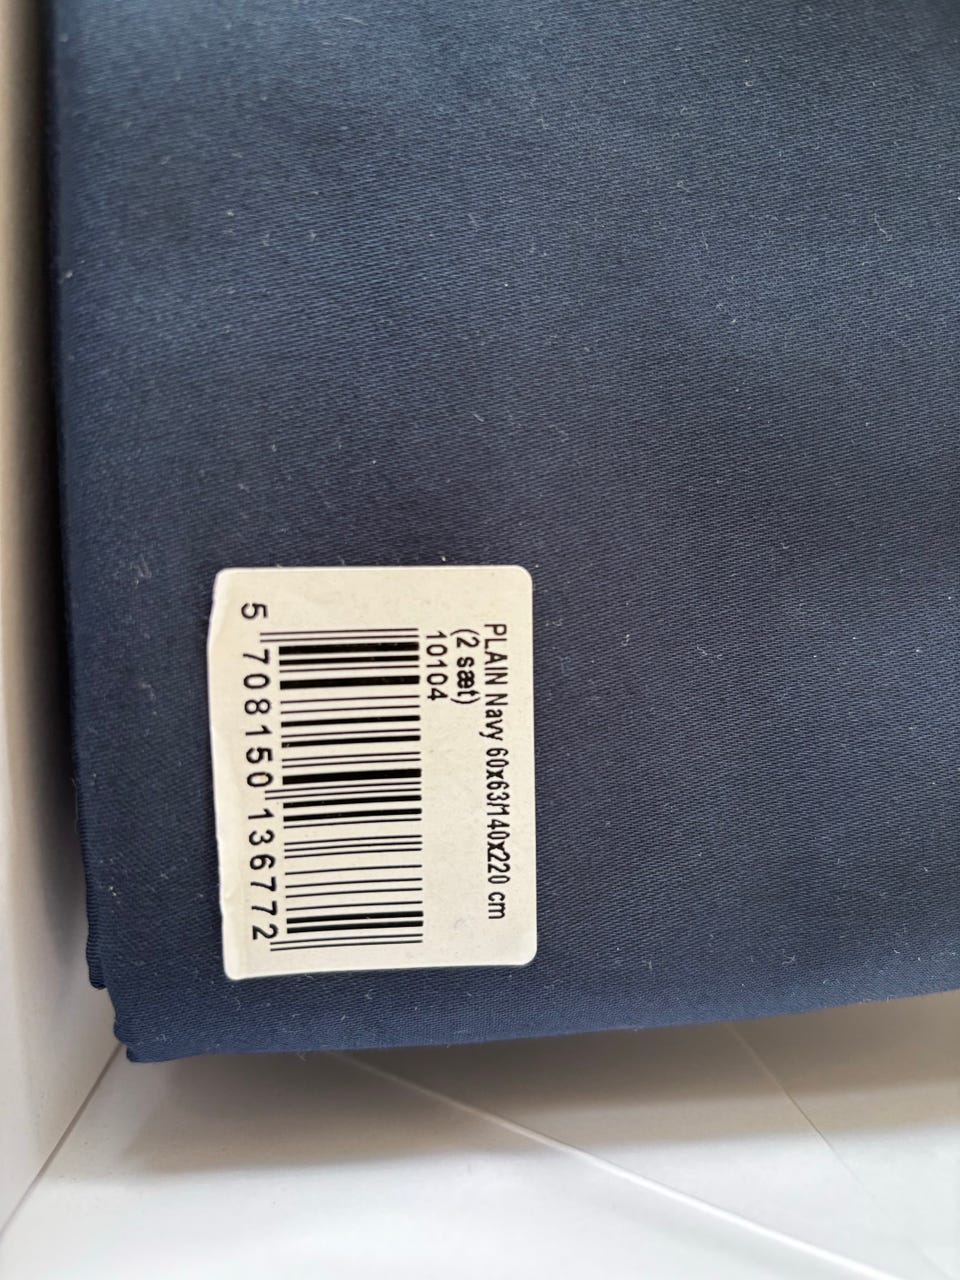 PLAIN Navy 60x63/140x220 cm
(2 sæt)
10104
5 708150 136772